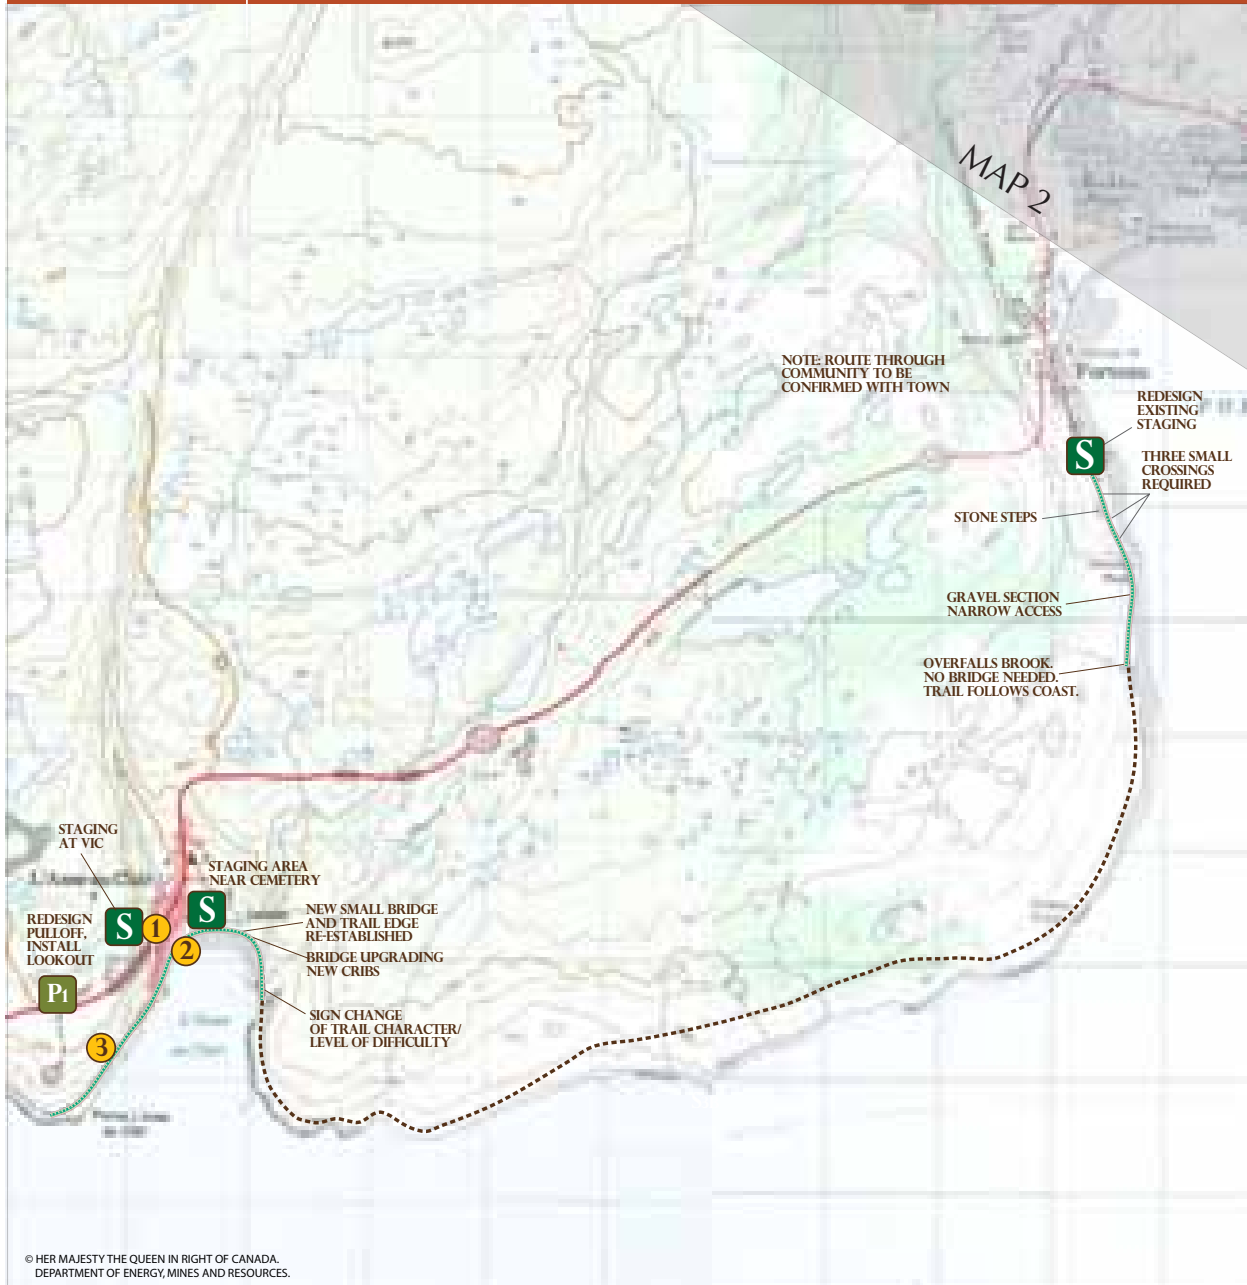 MAP 2
NOTE: ROUTE THROUGH
COMMUNITY TO BE
CONFIRMED WITH TOWN
REDESIGN
EXISTING
STAGING
S
THREE SMALL
CROSSINGS
REQUIRED
STONE STEPS
GRAVEL SECTION
NARROW ACCESS
OVERFALLS BROOK.
NO BRIDGE NEEDED.
TRAIL FOLLOWS COAST.
STAGING
AT VIC
STAGING AREA
NEAR CEMETERY
S
S
1
2
REDESIGN
PULLOFF,
INSTALL
LOOKOUT
NEW SMALL BRIDGE
AND TRAIL EDGE
RE-ESTABLISHED
BRIDGE UPGRADING
NEW CRIBS
P1
SIGN CHANGE
OF TRAIL CHARACTER/
LEVEL OF DIFFICULTY
3
© HER MAJESTY THE QUEEN IN RIGHT OF CANADA.
DEPARTMENT OF ENERGY, MINES AND RESOURCES.